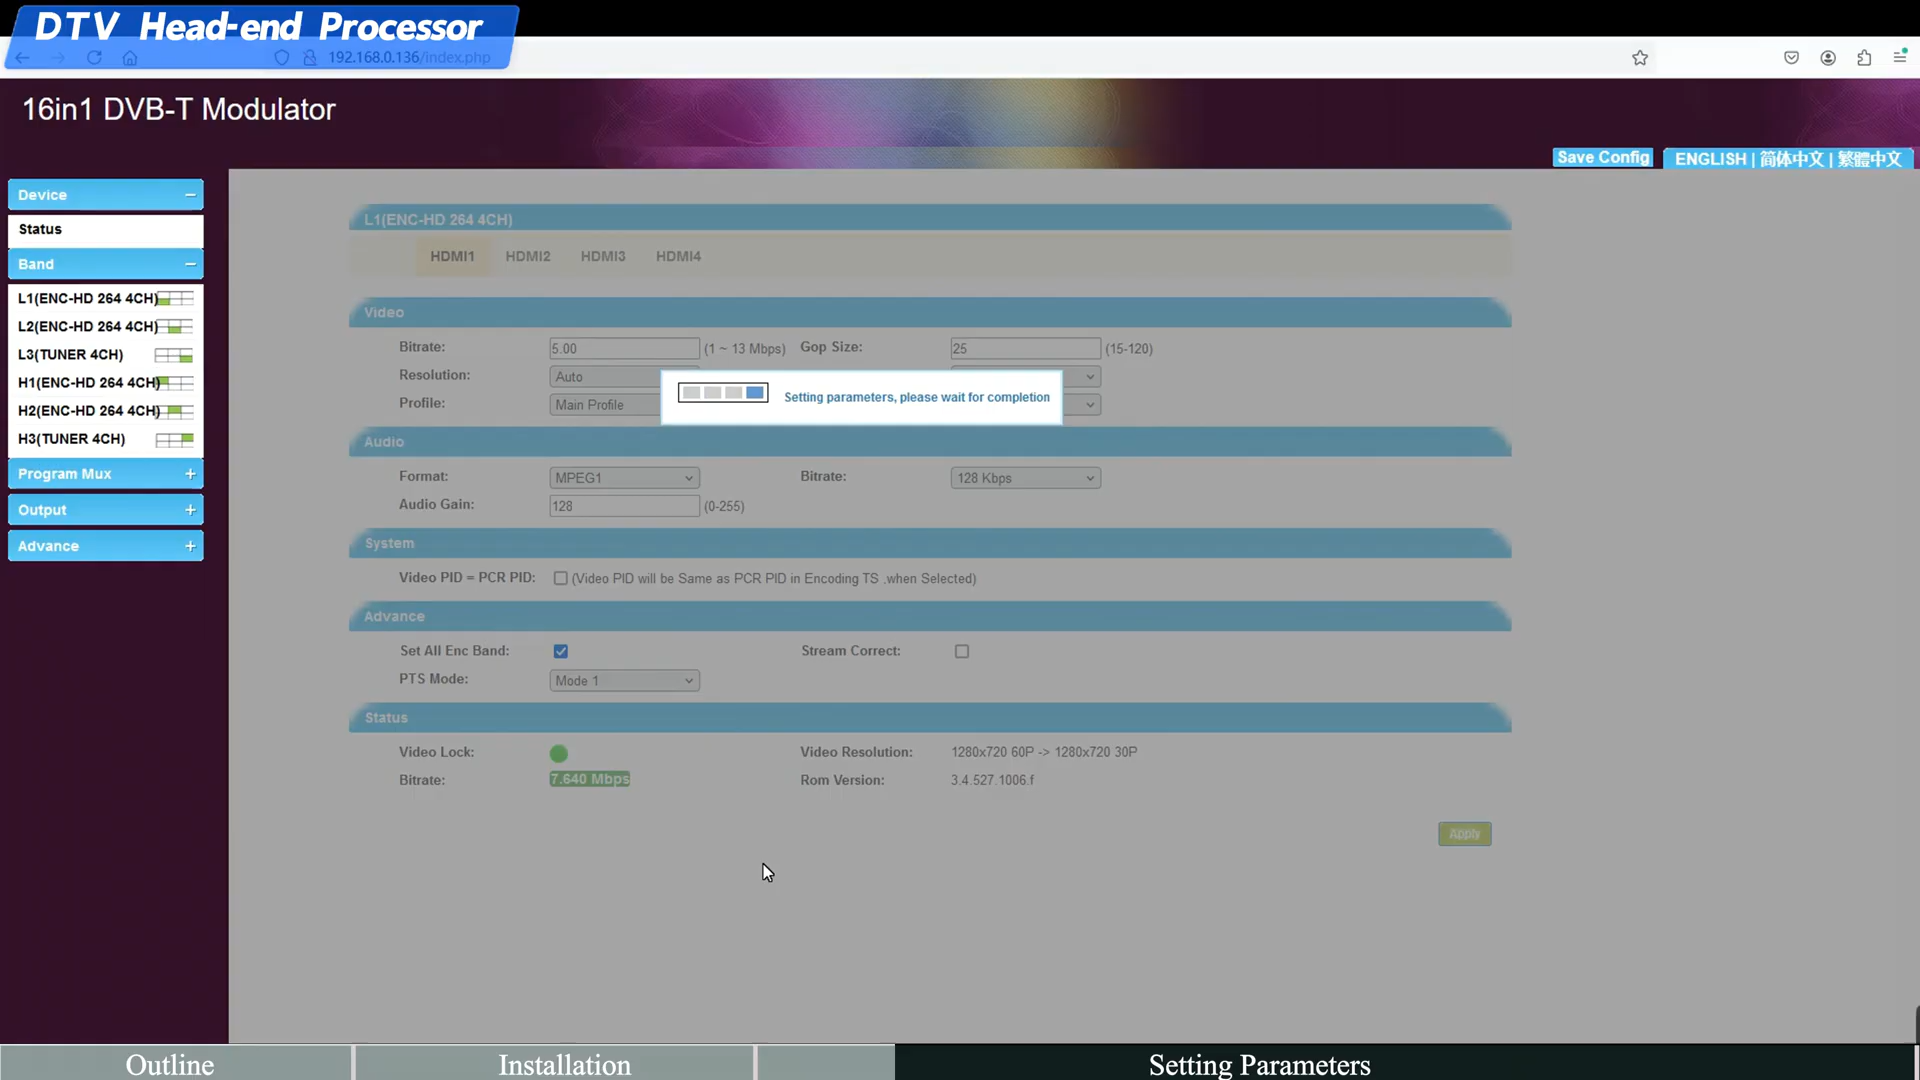 DTV Head-end Processor
192.168.0.136/index.php
16in1 DVB-T Modulator
Save Config
ENGLISH | 简体中文 | 繁體中文
Device −
Status
Band −
L1(ENC-HD 264 4CH)
L2(ENC-HD 264 4CH)
L3(TUNER 4CH)
H1(ENC-HD 264 4CH)
H2(ENC-HD 264 4CH)
H3(TUNER 4CH)
Program Mux +
Output +
Advance +
L1(ENC-HD 264 4CH)
HDMI1 HDMI2 HDMI3 HDMI4
Video
Bitrate: 5.00 (1 ~ 13 Mbps) Gop Size: 25 (15-120)
Resolution: Auto
Profile: Main Profile
Setting parameters, please wait for completion
Audio
Format: MPEG1 Bitrate: 128 Kbps
Audio Gain: 128 (0-255)
System
Video PID = PCR PID: (Video PID will be Same as PCR PID in Encoding TS .when Selected)
Advance
Set All Enc Band: Stream Correct:
PTS Mode: Mode 1
Status
Video Lock: Video Resolution: 1280x720 60P -> 1280x720 30P
Bitrate: 7.640 Mbps Rom Version: 3.4.527.1006.f
Apply
Outline Installation Setting Parameters